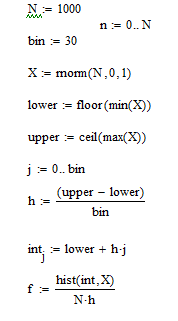 N := 1000
n := 0.. N
bin := 30
X := rnorm(N,0,1)
lower := floor(min(X))
upper := ceil(max(X))
j := 0.. bin
h := (upper − lower)
bin
int j := lower + h·j
f := hist(int,X)
N·h